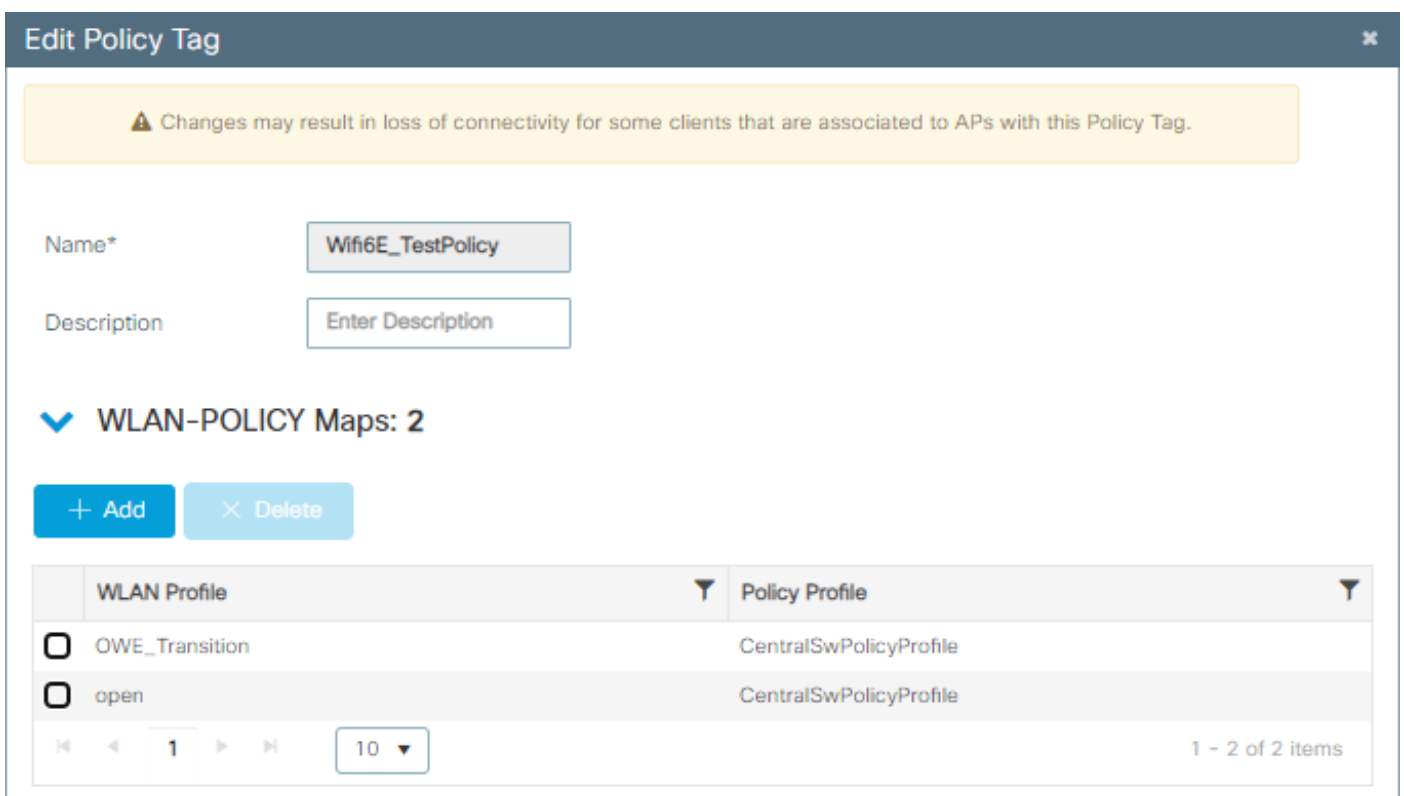 Edit Policy Tag
Changes may result in loss of connectivity for some clients that are associated to APs with this Policy Tag.
Name*
Wifi6E_TestPolicy
Description
Enter Description
WLAN-POLICY Maps: 2
+ Add
× Delete
WLAN Profile
Policy Profile
OWE_Transition
CentralSwPolicyProfile
open
CentralSwPolicyProfile
1
10
1 - 2 of 2 items